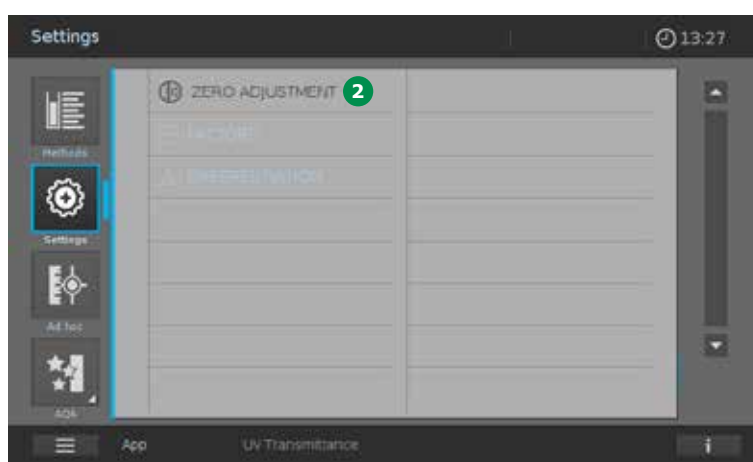 Settings
13:27
ZERO ADJUSTMENT 2
Methods
Settings
Ad hoc
AQA
App
UV Transmittance
i